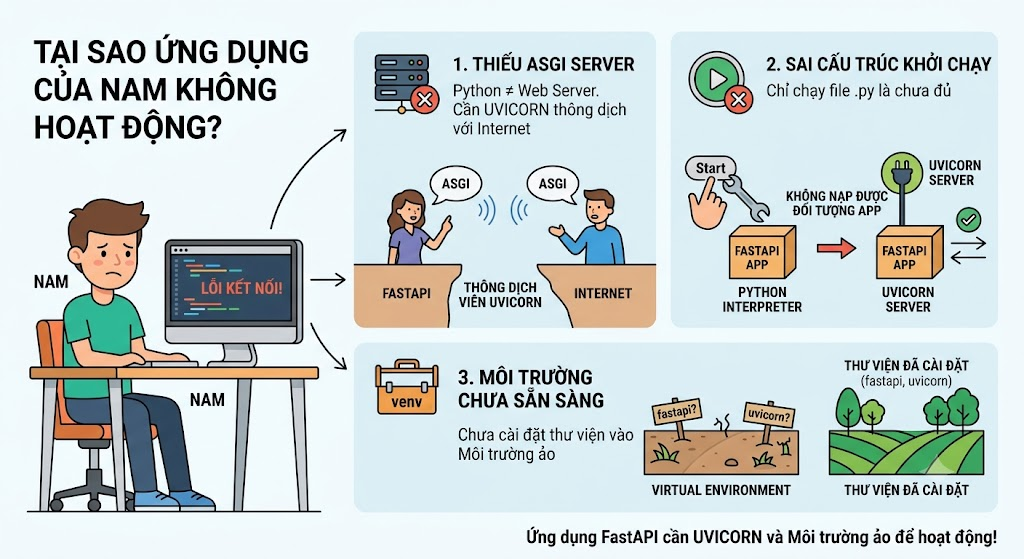 TẠI SAO ỨNG DỤNG
CỦA NAM KHÔNG
HOẠT ĐỘNG?
NAM
LỖI KẾT NỐI!
NAM
1. THIẾU ASGI SERVER
Python ≠ Web Server.
Cần UVICORN thông dịch
với Internet
ASGI
ASGI
FASTAPI
THÔNG DỊCH
VIÊN UVICORN
INTERNET
2. SAI CẤU TRÚC KHỞI CHẠY
Chỉ chạy file .py là chưa đủ
Start
KHÔNG NẠP ĐƯỢC
ĐỐI TƯỢNG APP
UVICORN
SERVER
FASTAPI
APP
FASTAPI
APP
PYTHON
INTERPRETER
UVICORN
SERVER
venv
3. MÔI TRƯỜNG
CHƯA SẴN SÀNG
Chưa cài đặt thư viện vào
Môi trường ảo
fastapi?
uvicorn?
VIRTUAL ENVIRONMENT
THƯ VIỆN ĐÃ CÀI ĐẶT
(fastapi, uvicorn)
THƯ VIỆN ĐÃ CÀI ĐẶT
Ứng dụng FastAPI cần UVICORN và Môi trường ảo để hoạt động!